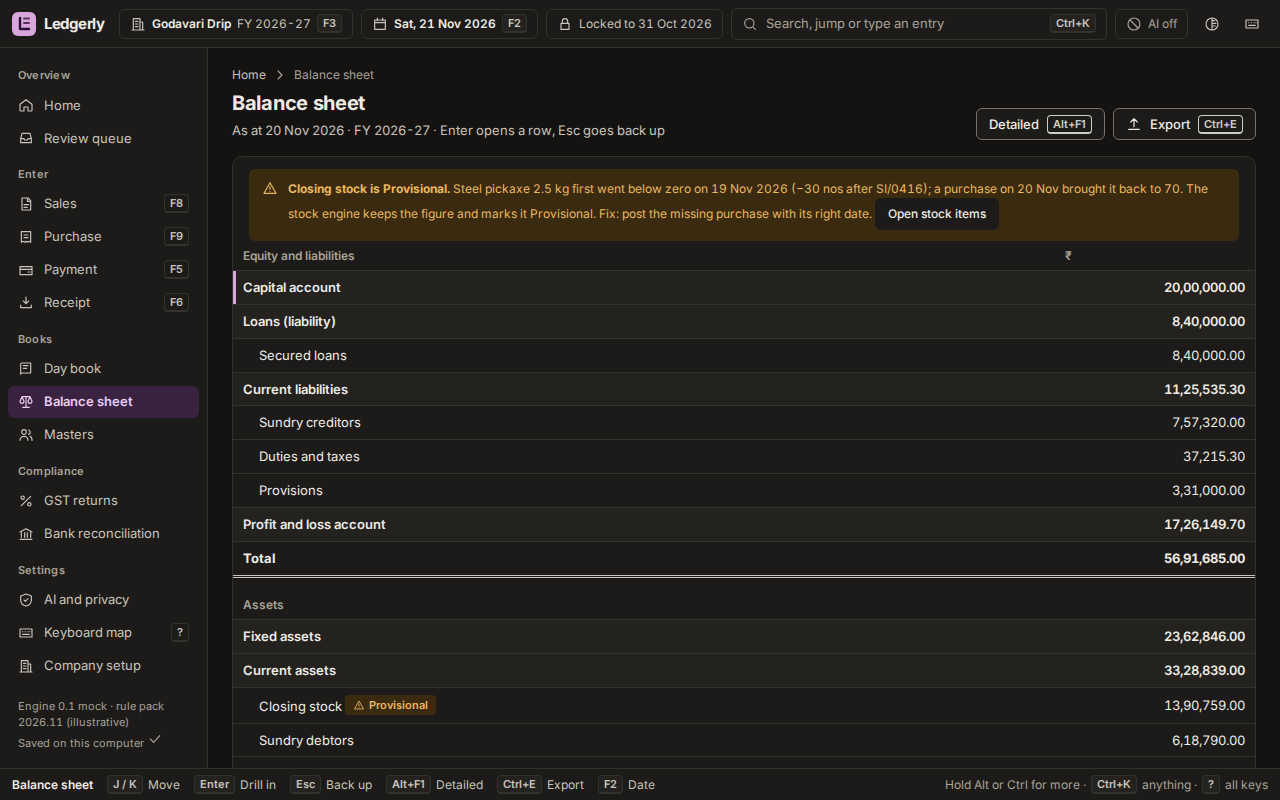 Ledgerly
Godavari Drip FY 2026-27 F3
Sat, 21 Nov 2026 F2
Locked to 31 Oct 2026
Search, jump or type an entry Ctrl+K
AI off
Overview
Home
Review queue
Enter
Sales F8
Purchase F9
Payment F5
Receipt F6
Books
Day book
Balance sheet
Masters
Compliance
GST returns
Bank reconciliation
Settings
AI and privacy
Keyboard map ?
Company setup
Engine 0.1 mock · rule pack
2026.11 (illustrative)
Saved on this computer
Home > Balance sheet
Balance sheet
As at 20 Nov 2026 · FY 2026-27 · Enter opens a row, Esc goes back up
Detailed Alt+F1
Export Ctrl+E
Closing stock is Provisional. Steel pickaxe 2.5 kg first went below zero on 19 Nov 2026 (−30 nos after SI/0416); a purchase on 20 Nov brought it back to 70. The
stock engine keeps the figure and marks it Provisional. Fix: post the missing purchase with its right date. Open stock items
Equity and liabilities ₹
Capital account 20,00,000.00
Loans (liability) 8,40,000.00
Secured loans 8,40,000.00
Current liabilities 11,25,535.30
Sundry creditors 7,57,320.00
Duties and taxes 37,215.30
Provisions 3,31,000.00
Profit and loss account 17,26,149.70
Total 56,91,685.00
Assets
Fixed assets 23,62,846.00
Current assets 33,28,839.00
Closing stock Provisional 13,90,759.00
Sundry debtors 6,18,790.00
Balance sheet J / K Move Enter Drill in Esc Back up Alt+F1 Detailed Ctrl+E Export F2 Date
Hold Alt or Ctrl for more · Ctrl+K anything · ? all keys